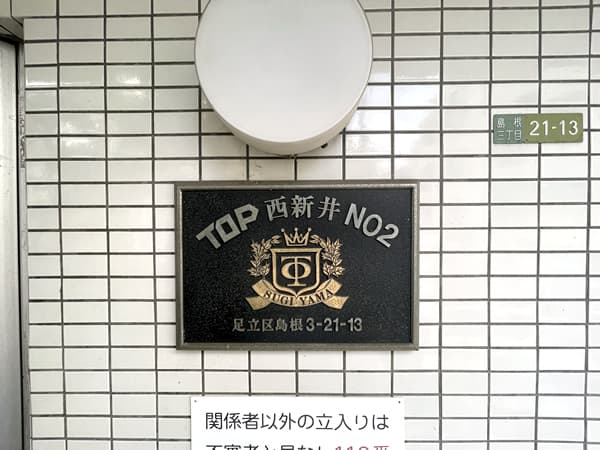 島根
三丁目
21-13
TOP 西新井 NO2
SUGIYAMA
足立区島根 3-21-13
関係者以外の立入りは